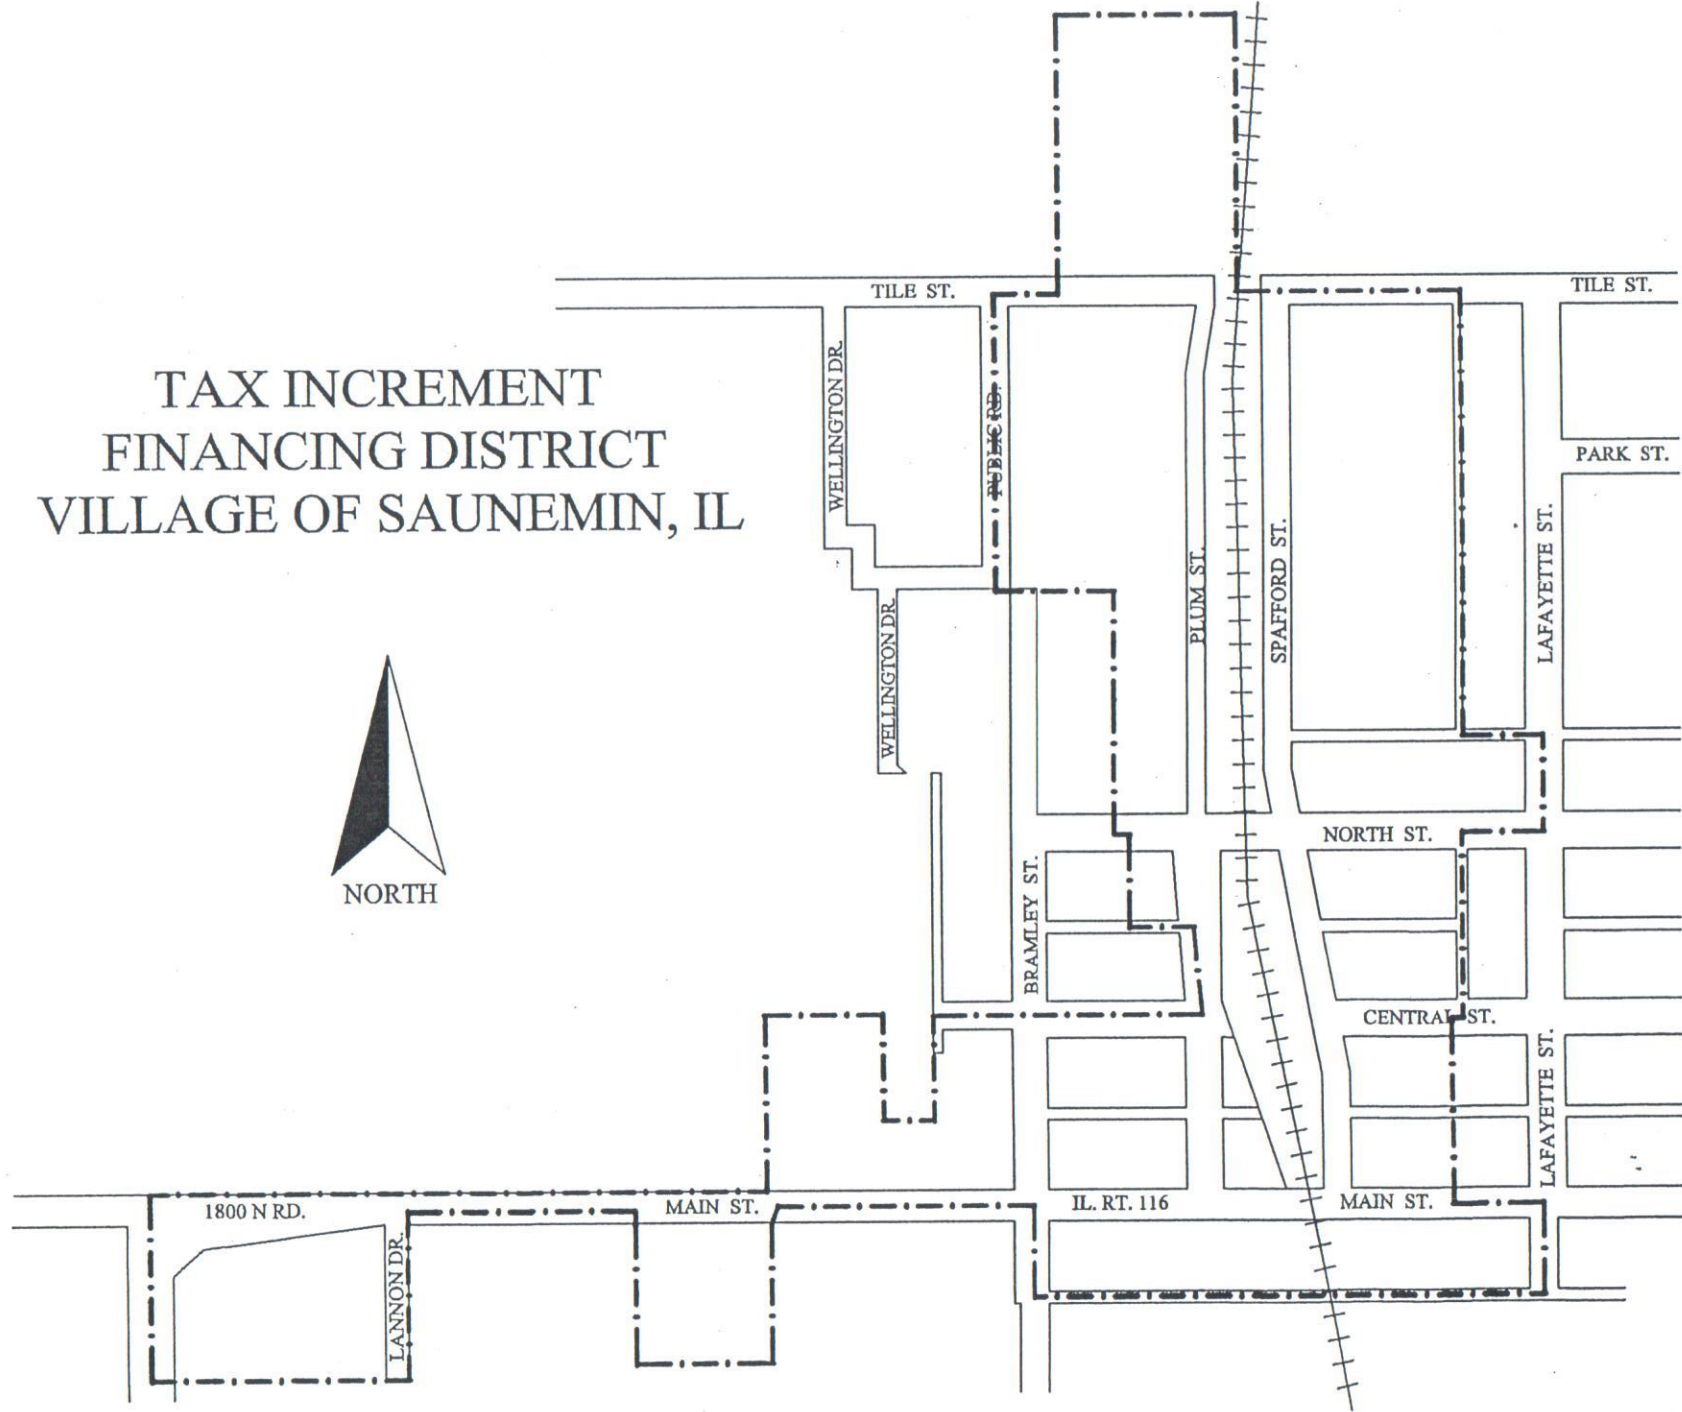 TILE ST.
TILE ST.
TAX INCREMENT
FINANCING DISTRICT
VILLAGE OF SAUNEMIN, IL
WELLINGTON DR.
PUBLIC RD.
PARK ST.
PLUM ST.
SPAFFORD ST.
LAFAYETTE ST.
WELLINGTON DR.
NORTH
NORTH ST.
BRAMLEY ST.
CENTRAL ST.
LAFAYETTE ST.
1800 N RD.
MAIN ST.
IL. RT. 116
MAIN ST.
LANNON DR.